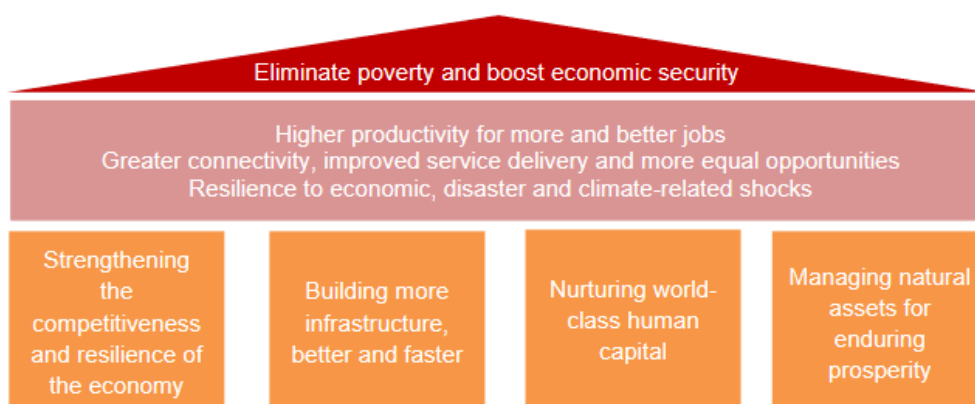 Eliminate poverty and boost economic security
Higher productivity for more and better jobs
Greater connectivity, improved service delivery and more equal opportunities
Resilience to economic, disaster and climate-related shocks
Strengthening
the
competitiveness
and resilience of
the economy
Building more
infrastructure,
better and faster
Nurturing world-
class human
capital
Managing natural
assets for
enduring
prosperity